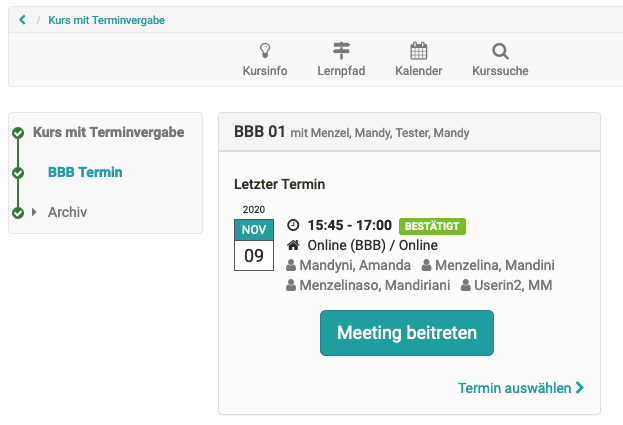 / Kurs mit Terminvergabe
Kursinfo Lernpfad Kalender Kurssuche
Kurs mit Terminvergabe
BBB Termin
Archiv
BBB 01 mit Menzel, Mandy, Tester, Mandy
Letzter Termin
2020
NOV
09
15:45 - 17:00 BESTÄTIGT
Online (BBB) / Online
Mandyni, Amanda Menzelina, Mandini
Menzelinaso, Mandiriani Userin2, MM
Meeting beitreten
Termin auswählen